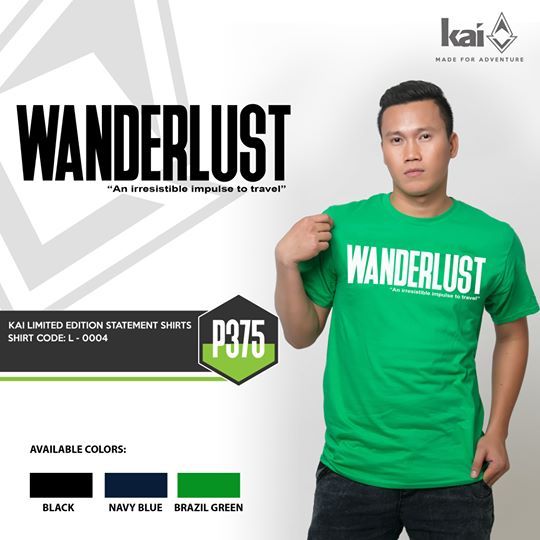 kai
MADE FOR ADVENTURE
WANDERLUST
“An irresistible impulse to travel”
WANDERLUST
“An irresistible impulse to travel”
KAI LIMITED EDITION STATEMENT SHIRTS
SHIRT CODE: L - 0004
P375
AVAILABLE COLORS:
BLACK
NAVY BLUE
BRAZIL GREEN